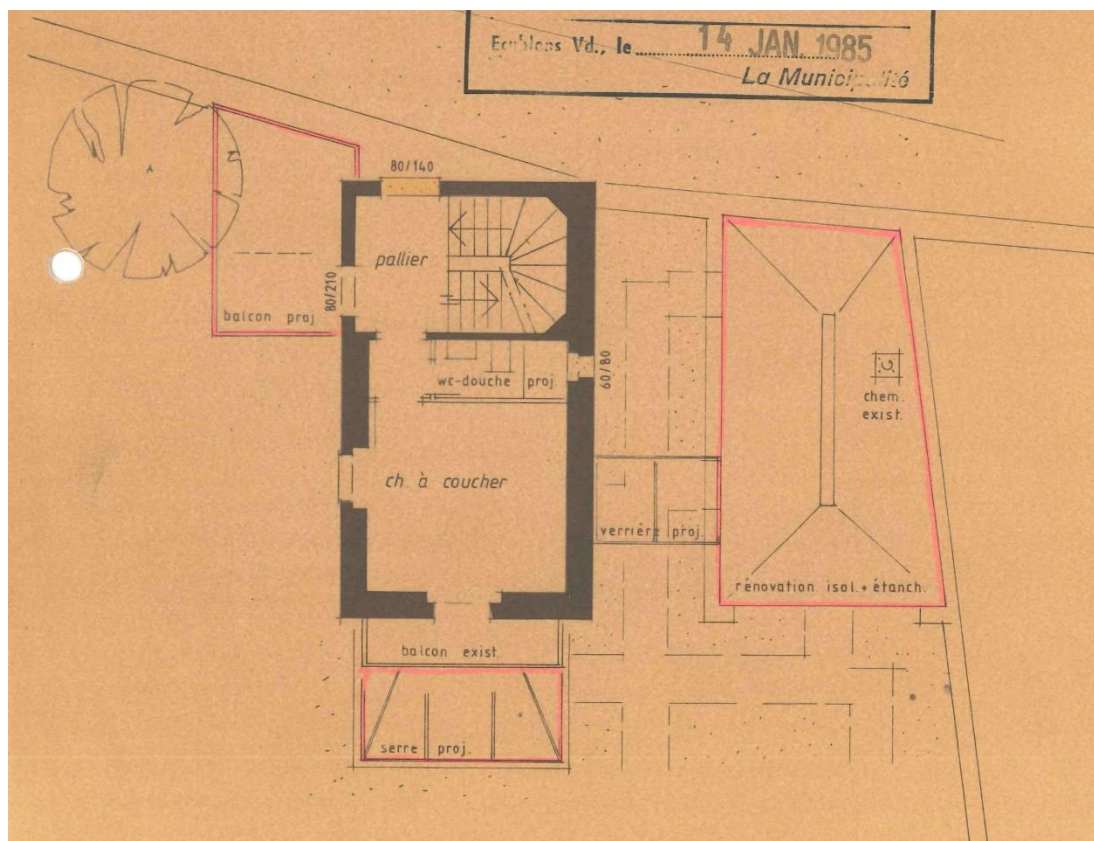 Ecublens Vd., le 14 JAN. 1985
La Municipalité
80/140
pallier
80/210
balcon proj.
wc-douche proj.
60/80
chem.
exist.
ch. à coucher
verrière proj.
rénovation isol.+étanch.
balcon exist.
serre proj.